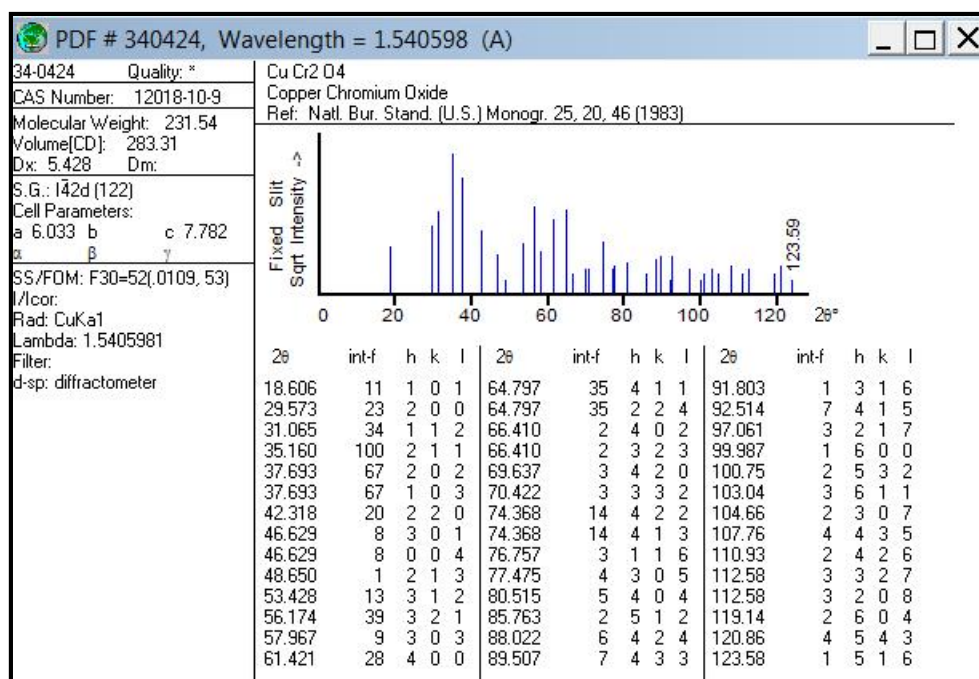 PDF # 340424, Wavelength = 1.540598 (A)
34-0424 Quality: *
CAS Number: 12018-10-9
Molecular Weight: 231.54
Volume[CD]: 283.31
Dx: 5.428 Dm:
S.G.: I4̄2d (122)
Cell Parameters:
a 6.033 b c 7.782
α β γ
SS/FOM: F30=52(.0109, 53)
I/Icor:
Rad: CuKa1
Lambda: 1.5405981
Filter:
d-sp: diffractometer
Cu Cr2 O4
Copper Chromium Oxide
Ref: Natl. Bur. Stand. (U.S.) Monogr. 25, 20, 46 (1983)
Fixed Slit
Sqrt Intensity ->
123.59
0 20 40 60 80 100 120 2θ°
2θ int-f h k l 2θ int-f h k l 2θ int-f h k l
18.606 11 1 0 1 64.797 35 4 1 1 91.803 1 3 1 6
29.573 23 2 0 0 64.797 35 2 2 4 92.514 7 4 1 5
31.065 34 1 1 2 66.410 2 4 0 2 97.061 3 2 1 7
35.160 100 2 1 1 66.410 2 3 2 3 99.987 1 6 0 0
37.693 67 2 0 2 69.637 3 4 2 0 100.75 2 5 3 2
37.693 67 1 0 3 70.422 3 3 3 2 103.04 3 6 1 1
42.318 20 2 2 0 74.368 14 4 2 2 104.66 2 3 0 7
46.629 8 3 0 1 74.368 14 4 1 3 107.76 4 4 3 5
46.629 8 0 0 4 76.757 3 1 1 6 110.93 2 4 2 6
48.650 1 2 1 3 77.475 4 3 0 5 112.58 3 3 2 7
53.428 13 3 1 2 80.515 5 4 0 4 112.58 3 2 0 8
56.174 39 3 2 1 85.763 2 5 1 2 119.14 2 6 0 4
57.967 9 3 0 3 88.022 6 4 2 4 120.86 4 5 4 3
61.421 28 4 0 0 89.507 7 4 3 3 123.58 1 5 1 6